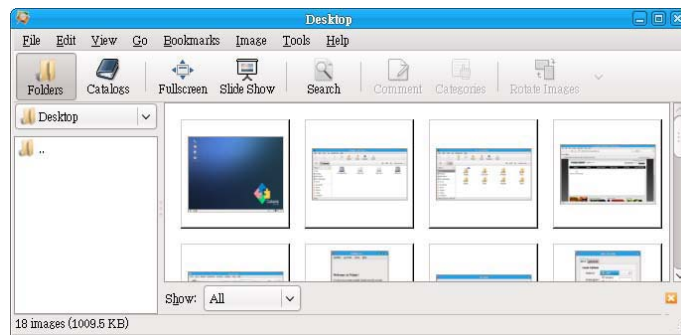 Desktop
File Edit View Go Bookmarks Image Tools Help
Folders Catalogs Fullscreen Slide Show Search Comment Categories Rotate Images
Desktop
..
Show: All
18 images (1009.5 KB)